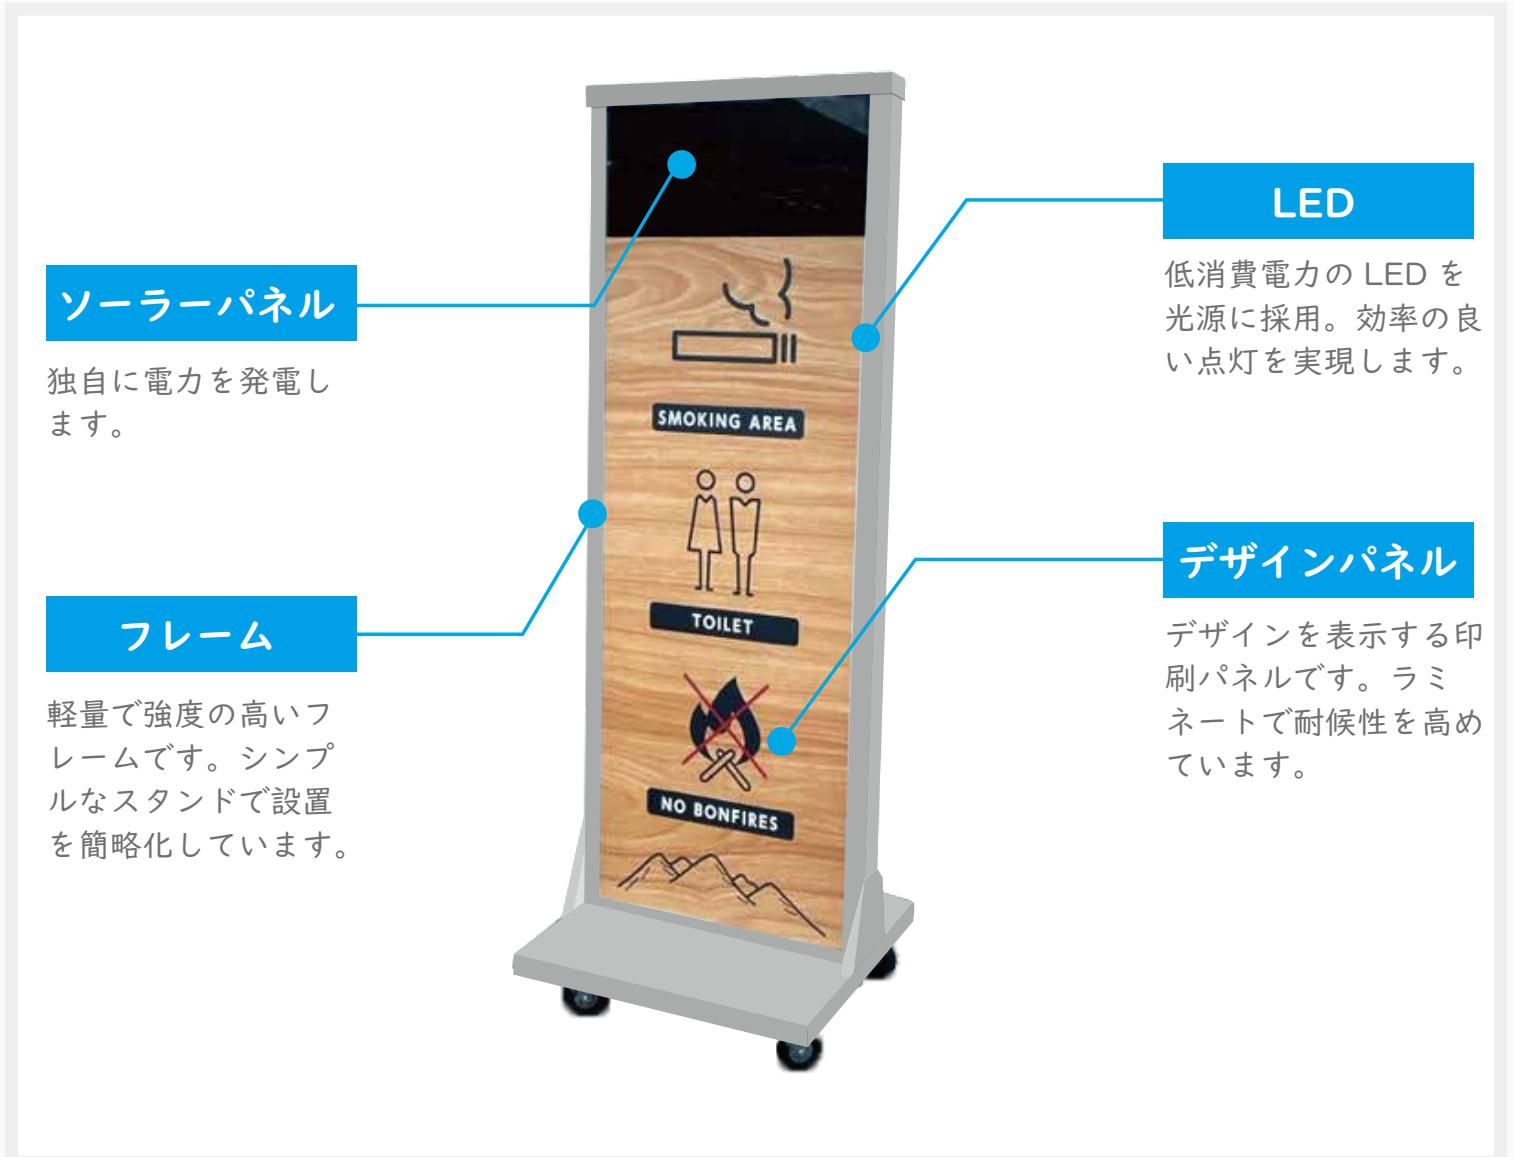 ソーラーパネル
独自に電力を発電し
ます。
フレーム
軽量で強度の高いフ
レームです。シンプ
ルなスタンドで設置
を簡略化しています。
SMOKING AREA
TOILET
NO BONFIRES
LED
低消費電力の LED を
光源に採用。効率の良
い点灯を実現します。
デザインパネル
デザインを表示する印
刷パネルです。ラミ
ネートで耐候性を高め
ています。